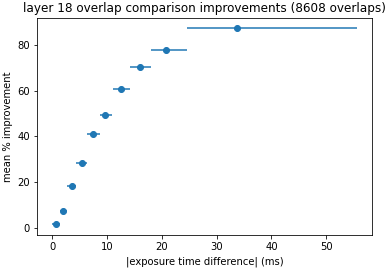 layer 18 overlap comparison improvements (8608 overlaps)
mean % improvement
80
60
40
20
0
0 10 20 30 40 50
|exposure time difference| (ms)